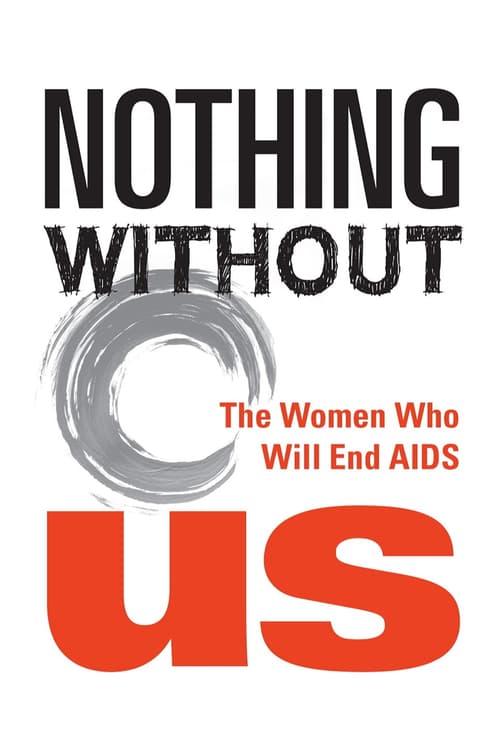 NOTHING
WITHOUT
The Women Who
Will End AIDS
us